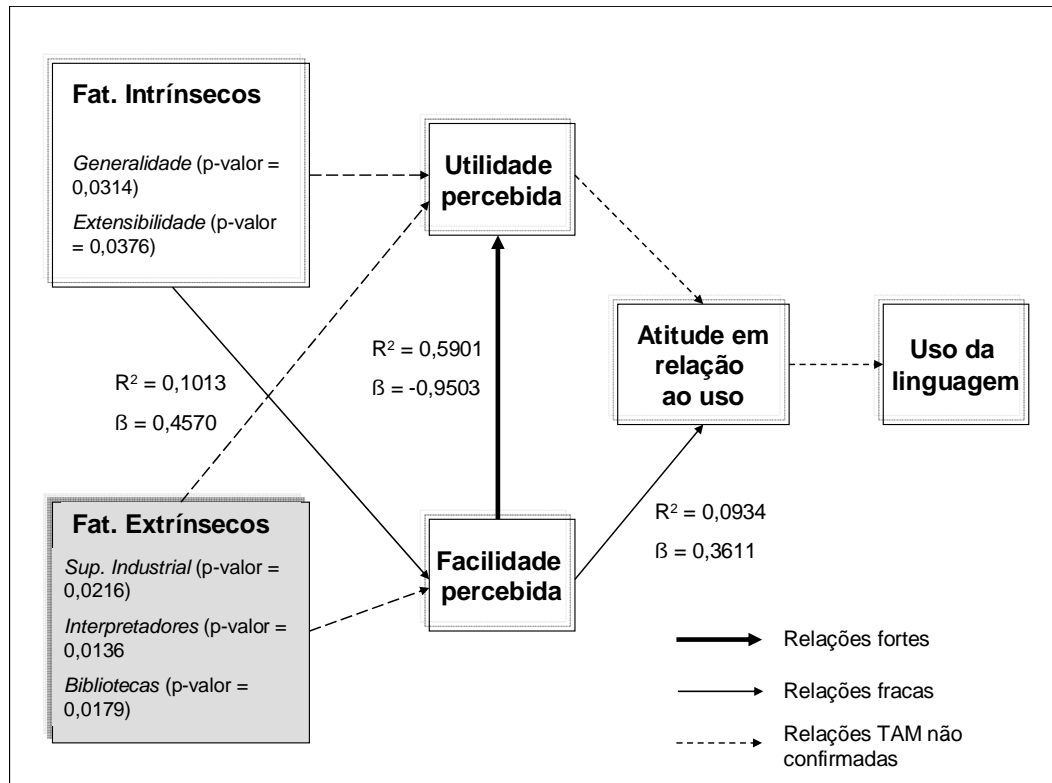 Fat. Intrínsecos
Generalidade (p-valor =
0,0314)
Extensibilidade (p-valor
= 0,0376)
Utilidade
percebida
R² = 0,1013
ß = 0,4570
R² = 0,5901
ß = -0,9503
Atitude em
relação
ao uso
Uso da
linguagem
Fat. Extrínsecos
Sup. Industrial (p-valor =
0,0216)
Interpretadores (p-valor =
0,0136
Bibliotecas (p-valor =
0,0179)
Facilidade
percebida
R² = 0,0934
ß = 0,3611
Relações fortes
Relações fracas
Relações TAM não
confirmadas